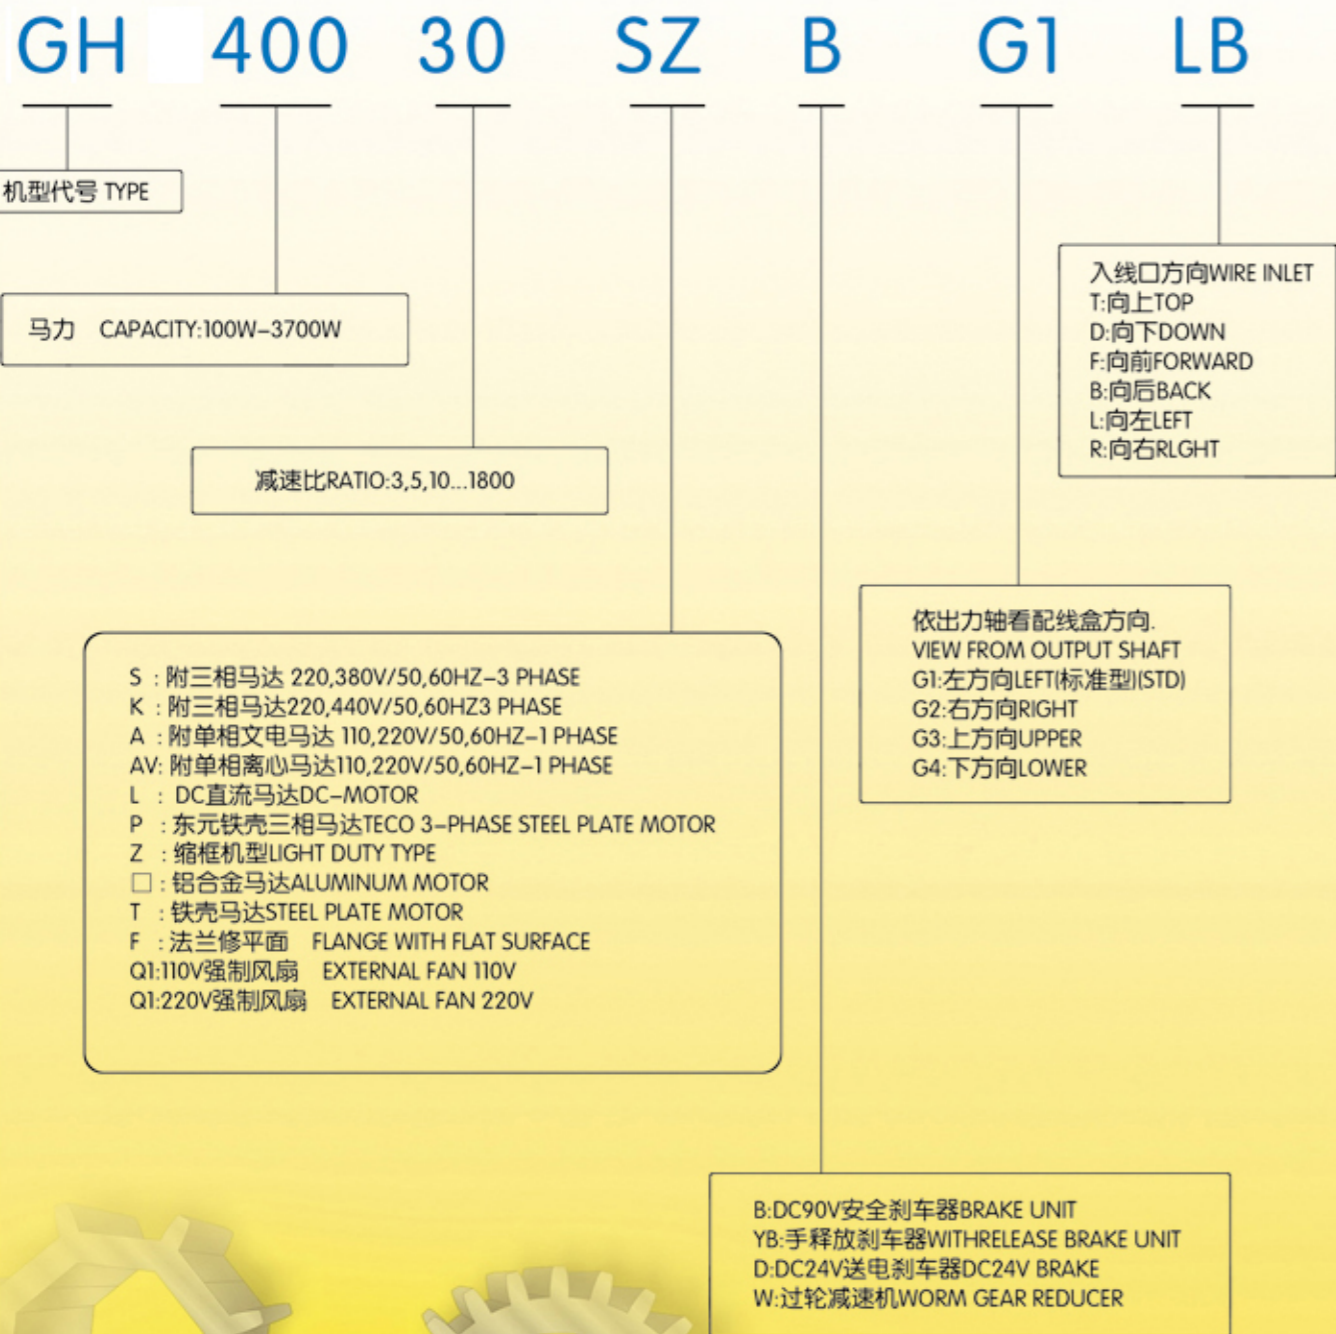 GH 400 30 SZ B G1 LB
机型代号 TYPE
马力 CAPACITY:100W-3700W
减速比RATIO:3,5,10...1800
入线口方向WIRE INLET
T:向上TOP
D:向下DOWN
F:向前FORWARD
B:向后BACK
L:向左LEFT
R:向右RLGHT
依出力轴看配线盒方向.
VIEW FROM OUTPUT SHAFT
G1:左方向LEFT(标准型)(STD)
G2:右方向RIGHT
G3:上方向UPPER
G4:下方向LOWER
S : 附三相马达 220,380V/50,60HZ-3 PHASE
K : 附三相马达220,440V/50,60HZ3 PHASE
A : 附单相文电马达 110,220V/50,60HZ-1 PHASE
AV: 附单相离心马达110,220V/50,60HZ-1 PHASE
L : DC直流马达DC-MOTOR
P : 东元铁壳三相马达TECO 3-PHASE STEEL PLATE MOTOR
Z : 缩框机型LIGHT DUTY TYPE
□ : 铝合金马达ALUMINUM MOTOR
T : 铁壳马达STEEL PLATE MOTOR
F : 法兰修平面 FLANGE WITH FLAT SURFACE
Q1:110V强制风扇 EXTERNAL FAN 110V
Q1:220V强制风扇 EXTERNAL FAN 220V
B:DC90V安全刹车器BRAKE UNIT
YB:手释放刹车器WITHRELEASE BRAKE UNIT
D:DC24V送电刹车器DC24V BRAKE
W:过轮减速机WORM GEAR REDUCER